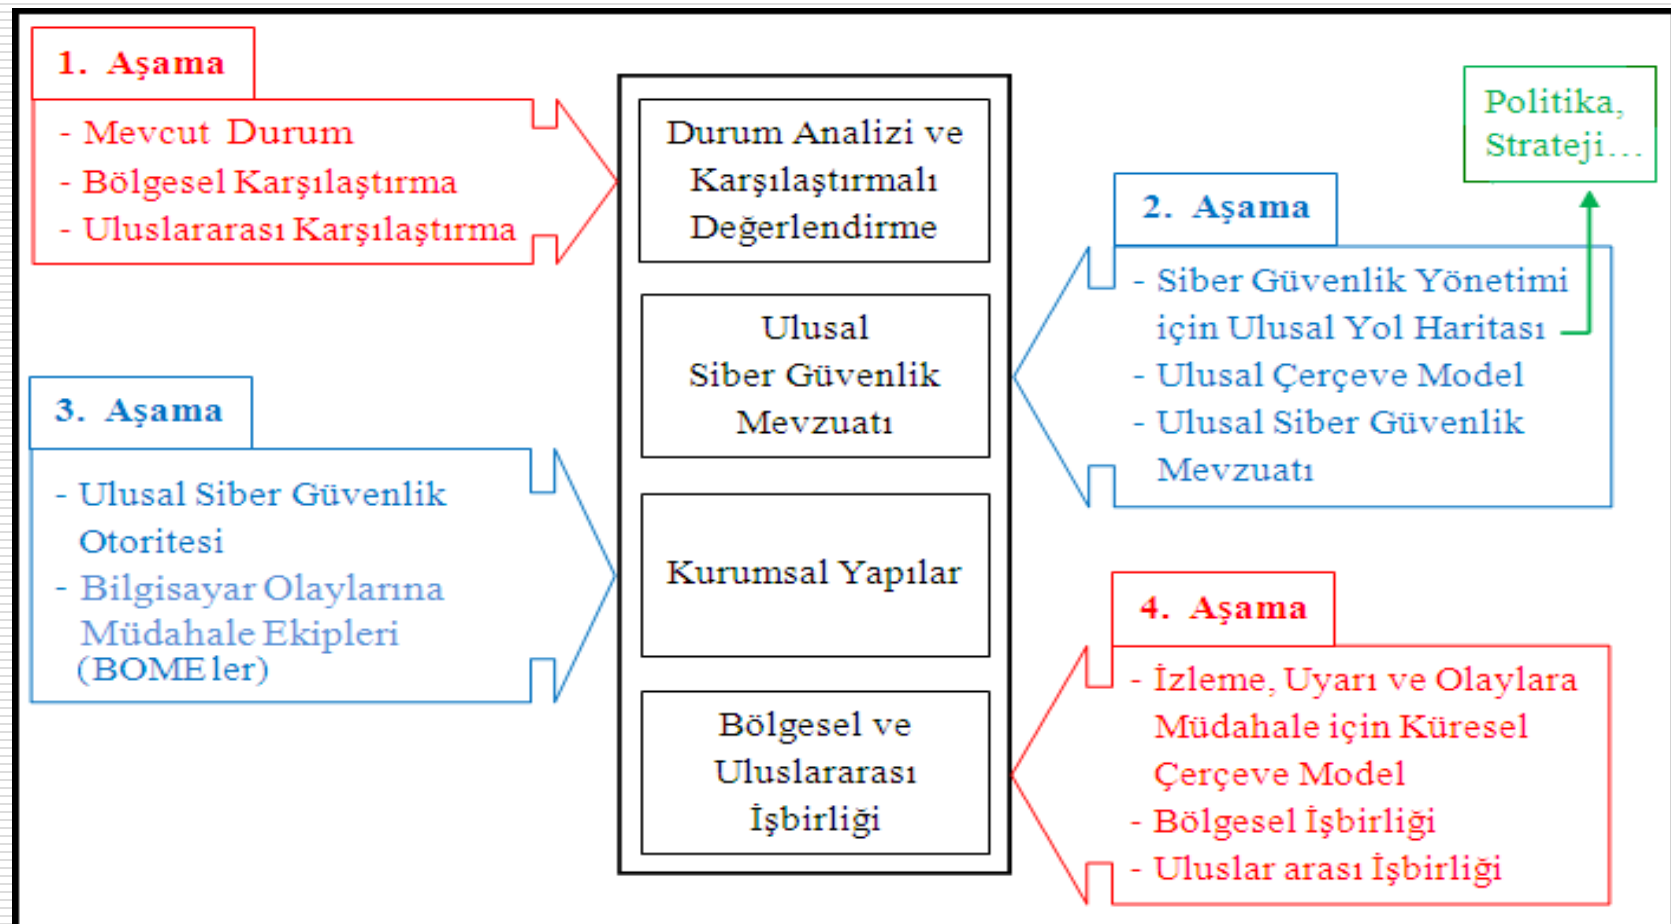 1. Aşama
- Mevcut Durum
- Bölgesel Karşılaştırma
- Uluslararası Karşılaştırma
Durum Analizi ve
Karşılaştırmalı
Değerlendirme
Politika,
Strateji...
2. Aşama
- Siber Güvenlik Yönetimi
için Ulusal Yol Haritası
- Ulusal Çerçeve Model
- Ulusal Siber Güvenlik
Mevzuatı
Ulusal
Siber Güvenlik
Mevzuatı
3. Aşama
- Ulusal Siber Güvenlik
Otoritesi
- Bilgisayar Olaylarına
Müdahale Ekipleri
(BOMEler)
Kurumsal Yapılar
4. Aşama
- İzleme, Uyarı ve Olaylara
Müdahale için Küresel
Çerçeve Model
- Bölgesel İşbirliği
- Uluslar arası İşbirliği
Bölgesel ve
Uluslararası
İşbirliği